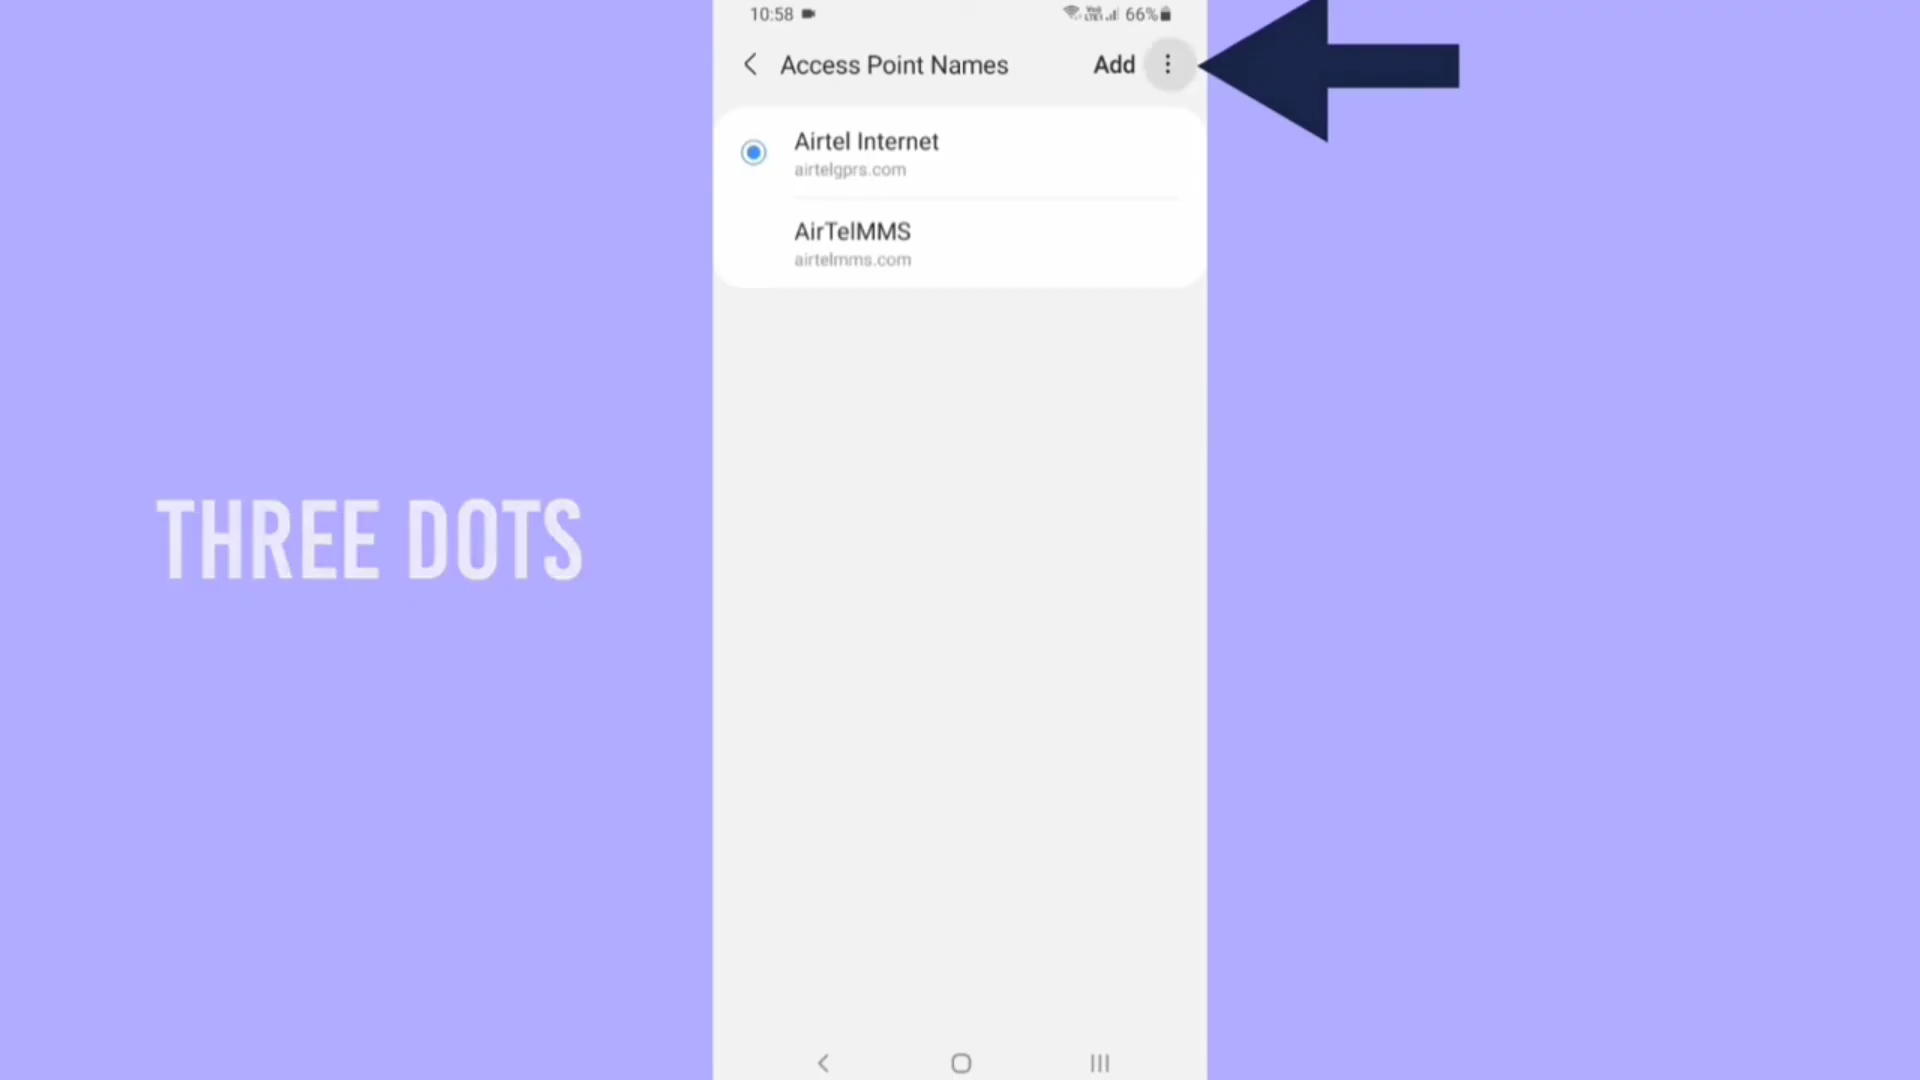 10:58
66%
Access Point Names
Add
Airtel Internet
airtelgprs.com
AirTelMMS
airtelmms.com
THREE DOTS